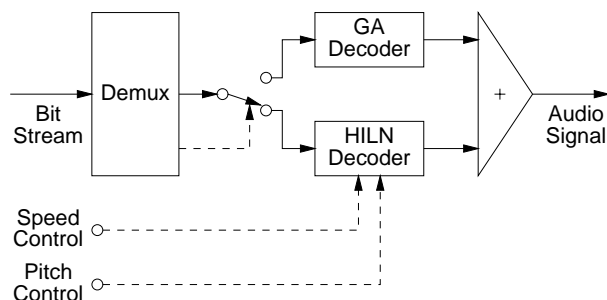 GA
Decoder
Demux
Bit
Stream
HILN
Decoder
+
Audio
Signal
Speed
Control
Pitch
Control